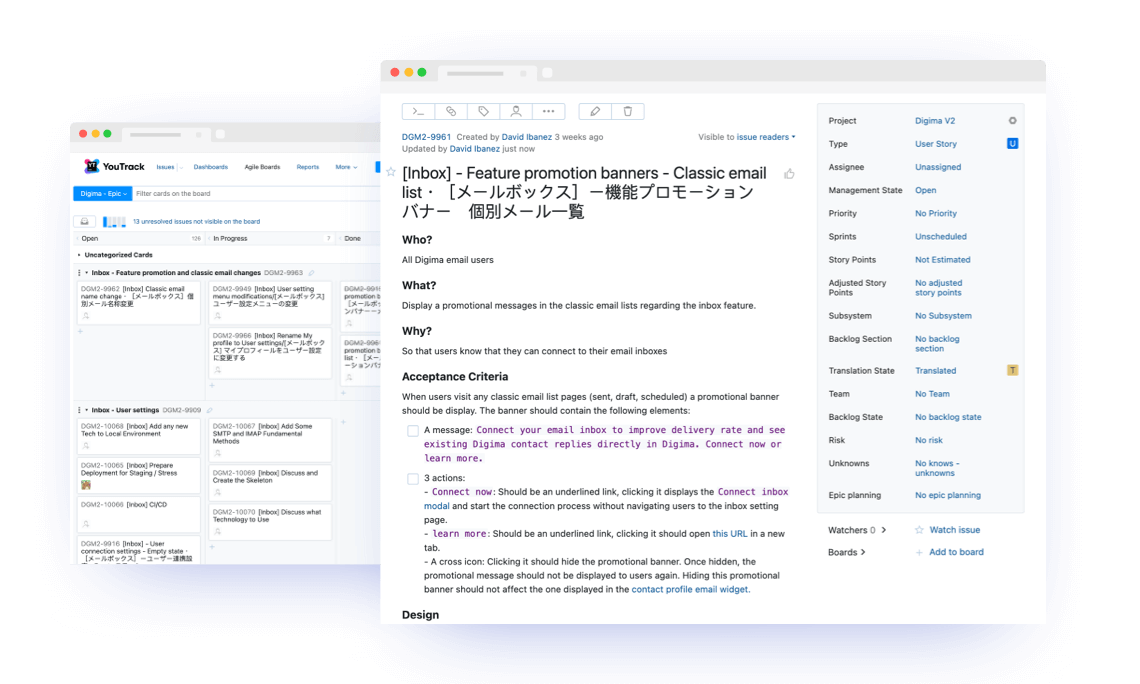 YouTrack
Issues
Dashboards
Agile Boards
Reports
More
Digima - Epic
Filter cards on the board
13 unresolved issues not visible on the board
Open 126
In Progress 7
Done
Uncategorized Cards
Inbox - Feature promotion and classic email changes DGM2-9963
DGM2-9962 [Inbox] Classic email
name change・［メールボックス］個
別メール名称変更
DGM2-9949 [Inbox] User setting
menu modifications/[メールボックス]
ユーザー設定メニューの変更
DGM2-9966 [Inbox] Rename My
profile to User settings/[メールボック
ス] マイプロフィールをユーザー設定
に変更する
promotion b
［メールボッ
ンバナーー
DGM2-996
promotion b
list・［メー
ーションバナ
Inbox - User settings DGM2-9909
DGM2-10068 [Inbox] Add any new
Tech to Local Environment
DGM2-10065 [Inbox] Prepare
Deployment for Staging / Stress
DGM2-10066 [Inbox] CI/CD
DGM2-9916 [Inbox] - User
connection settings - Empty state・
［メールボックス］ーユーザー連携設
DGM2-10067 [Inbox] Add Some
SMTP and IMAP Fundamental
Methods
DGM2-10069 [Inbox] Discuss and
Create the Skeleton
DGM2-10070 [Inbox] Discuss what
Technology to Use
DGM2-9961 Created by David Ibanez 3 weeks ago
Visible to issue readers
Updated by David Ibanez just now
[Inbox] - Feature promotion banners - Classic email
list・［メールボックス］ー機能プロモーション
バナー　個別メール一覧
Who?
All Digima email users
What?
Display a promotional messages in the classic email lists regarding the inbox feature.
Why?
So that users know that they can connect to their email inboxes
Acceptance Criteria
When users visit any classic email list pages (sent, draft, scheduled) a promotional banner
should be display. The banner should contain the following elements:
A message: Connect your email inbox to improve delivery rate and see
existing Digima contact replies directly in Digima. Connect now or
learn more.
3 actions:
- Connect now: Should be an underlined link, clicking it displays the Connect inbox
modal and start the connection process without navigating users to the inbox setting
page.
- learn more: Should be an underlined link, clicking it should open this URL in a new
tab.
- A cross icon: Clicking it should hide the promotional banner. Once hidden, the
promotional message should not be displayed to users again. Hiding this promotional
banner should not affect the one displayed in the contact profile email widget.
Design
Project Digima V2
Type User Story U
Assignee Unassigned
Management State Open
Priority No Priority
Sprints Unscheduled
Story Points Not Estimated
Adjusted Story
Points
No adjusted
story points
Subsystem No Subsystem
Backlog Section No backlog
section
Translation State Translated T
Team No Team
Backlog State No backlog state
Risk No risk
Unknowns No knows -
unknowns
Epic planning No epic planning
Watchers 0 Watch issue
Boards Add to board